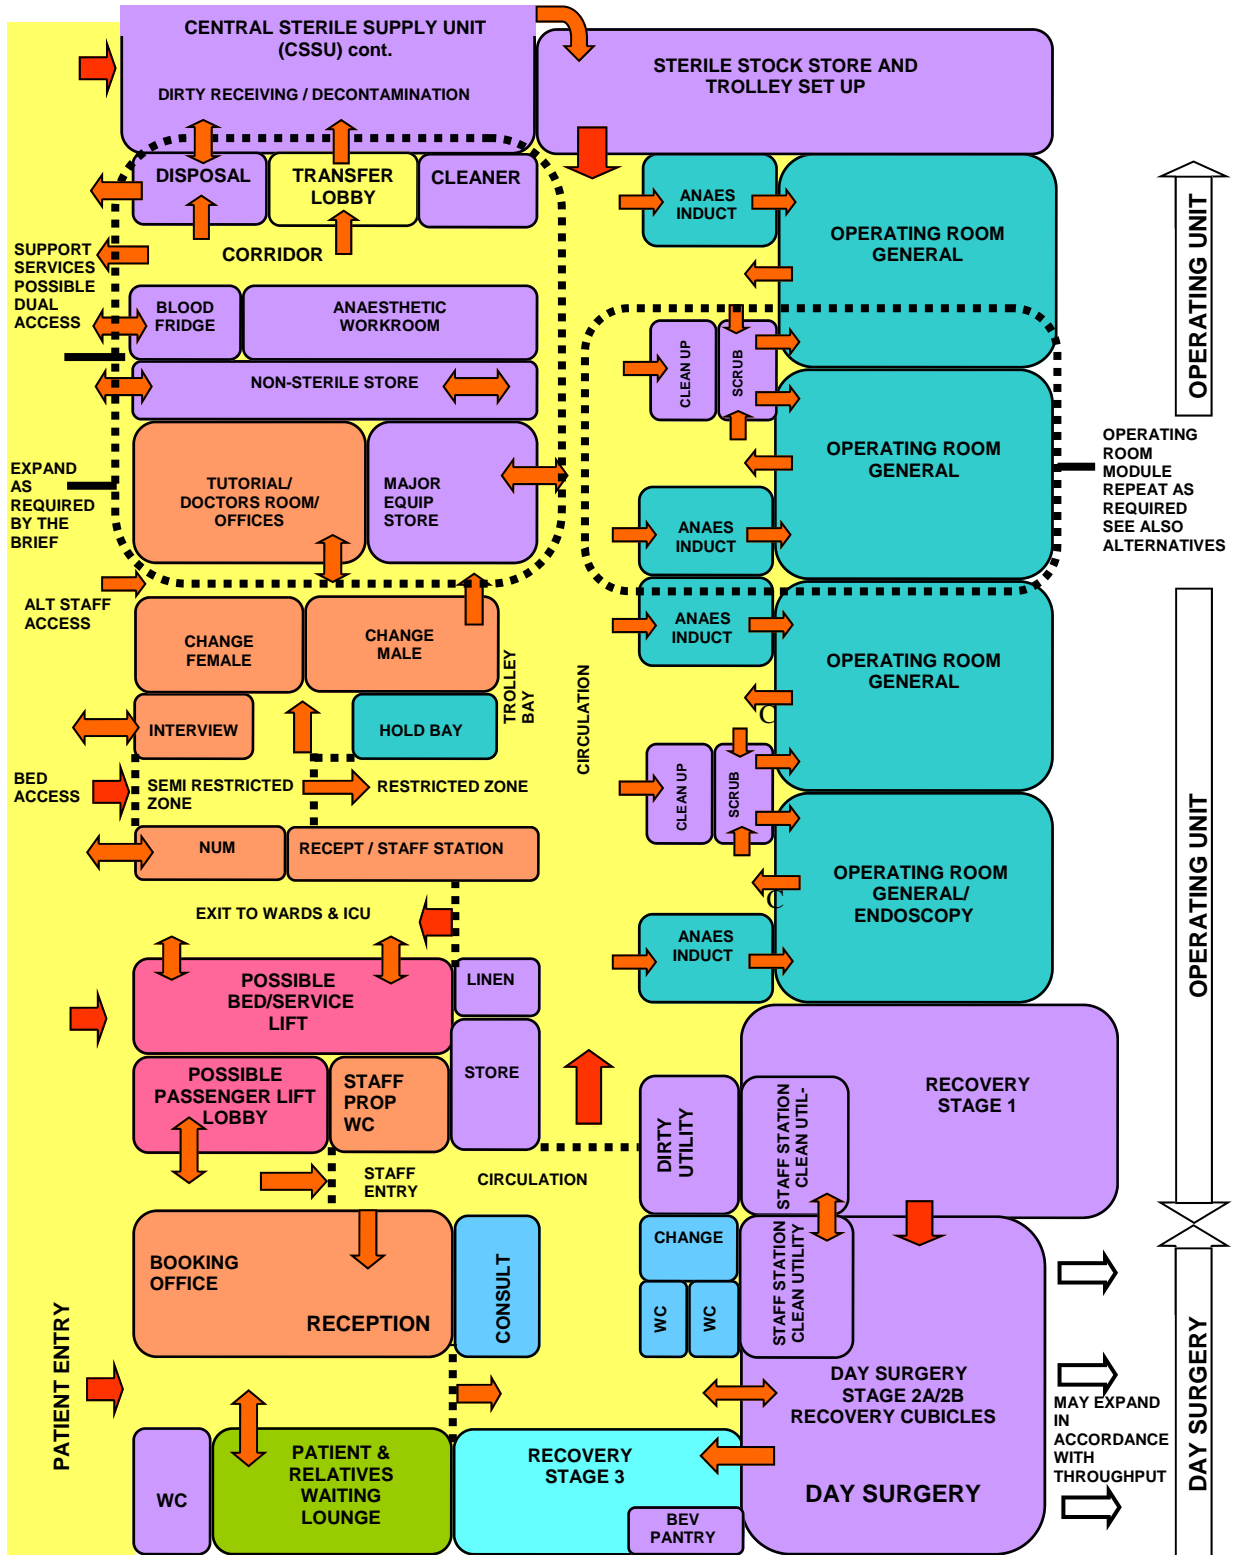 CENTRAL STERILE SUPPLY UNIT
(CSSU) cont.
DIRTY RECEIVING / DECONTAMINATION
STERILE STOCK STORE AND
TROLLEY SET UP
DISPOSAL
TRANSFER
LOBBY
CLEANER
ANAES
INDUCT
OPERATING ROOM
GENERAL
OPERATING UNIT
SUPPORT
SERVICES
POSSIBLE
DUAL
ACCESS
CORRIDOR
BLOOD
FRIDGE
ANAESTHETIC
WORKROOM
NON-STERILE STORE
CLEAN UP
SCRUB
EXPAND
AS
REQUIRED
BY THE
BRIEF
TUTORIAL/
DOCTORS ROOM/
OFFICES
MAJOR
EQUIP
STORE
OPERATING ROOM
GENERAL
OPERATING
ROOM
MODULE
REPEAT AS
REQUIRED
SEE ALSO
ALTERNATIVES
ANAES
INDUCT
ALT STAFF
ACCESS
CHANGE
FEMALE
CHANGE
MALE
TROLLEY
BAY
CIRCULATION
ANAES
INDUCT
OPERATING ROOM
GENERAL
C
INTERVIEW
HOLD BAY
BED
ACCESS
SEMI RESTRICTED
ZONE
RESTRICTED ZONE
CLEAN UP
SCRUB
NUM
RECEPT / STAFF STATION
OPERATING ROOM
GENERAL/
ENDOSCOPY
C
OPERATING UNIT
EXIT TO WARDS & ICU
ANAES
INDUCT
POSSIBLE
BED/SERVICE
LIFT
LINEN
POSSIBLE
PASSENGER LIFT
LOBBY
STAFF
PROP
WC
STORE
DIRTY
UTILITY
STAFF STATION
CLEAN UTIL-
RECOVERY
STAGE 1
STAFF
ENTRY
CIRCULATION
BOOKING
OFFICE
RECEPTION
CONSULT
CHANGE
WC
WC
STAFF STATION
CLEAN UTILITY
PATIENT ENTRY
DAY SURGERY
STAGE 2A/2B
RECOVERY CUBICLES
DAY SURGERY
MAY EXPAND
IN
ACCORDANCE
WITH
THROUGHPUT
DAY SURGERY
WC
PATIENT &
RELATIVES
WAITING
LOUNGE
RECOVERY
STAGE 3
BEV
PANTRY